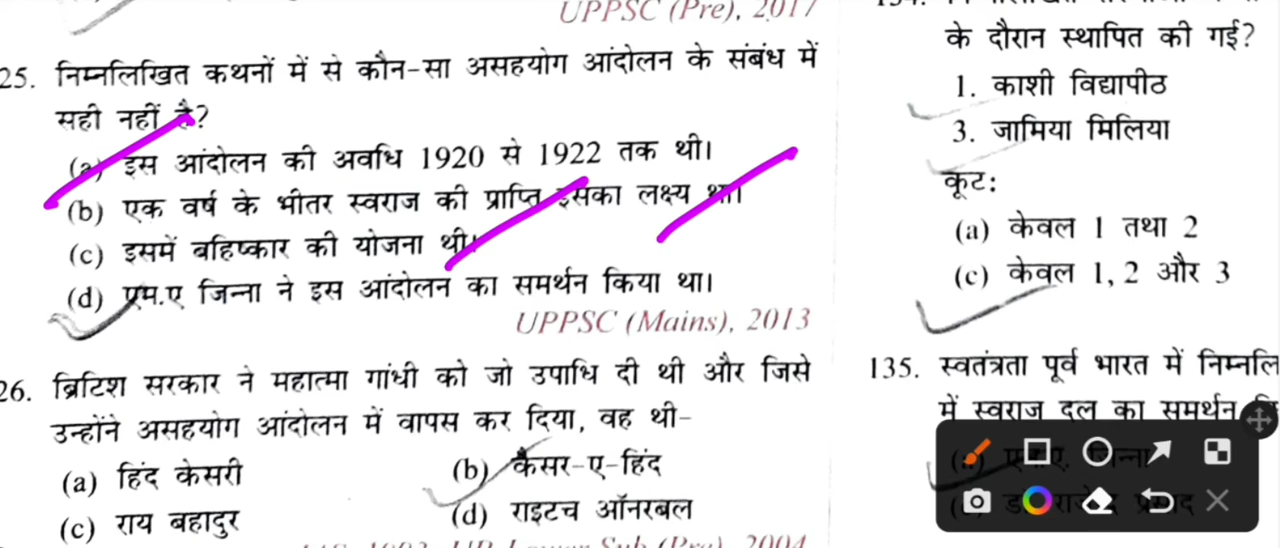 UPPSC (Pre), 2017
25. निम्नलिखित कथनों में से कौन-सा असहयोग आंदोलन के संबंध में
सही नहीं है?
(a) इस आंदोलन की अवधि 1920 से 1922 तक थी।
(b) एक वर्ष के भीतर स्वराज की प्राप्ति इसका लक्ष्य था।
(c) इसमें बहिष्कार की योजना थी।
(d) एम.ए जिन्ना ने इस आंदोलन का समर्थन किया था।
UPPSC (Mains), 2013
26. ब्रिटिश सरकार ने महात्मा गांधी को जो उपाधि दी थी और जिसे
उन्होंने असहयोग आंदोलन में वापस कर दिया, वह थी-
(a) हिंद केसरी
(b) कैसर-ए-हिंद
(c) राय बहादुर
(d) राइटच ऑनरबल
के दौरान स्थापित की गई?
1. काशी विद्यापीठ
3. जामिया मिलिया
कूट:
(a) केवल 1 तथा 2
(c) केवल 1, 2 और 3
135. स्वतंत्रता पूर्व भारत में निम्नलि
में स्वराज दल का समर्थन
(a) एम.ए. जिन्ना